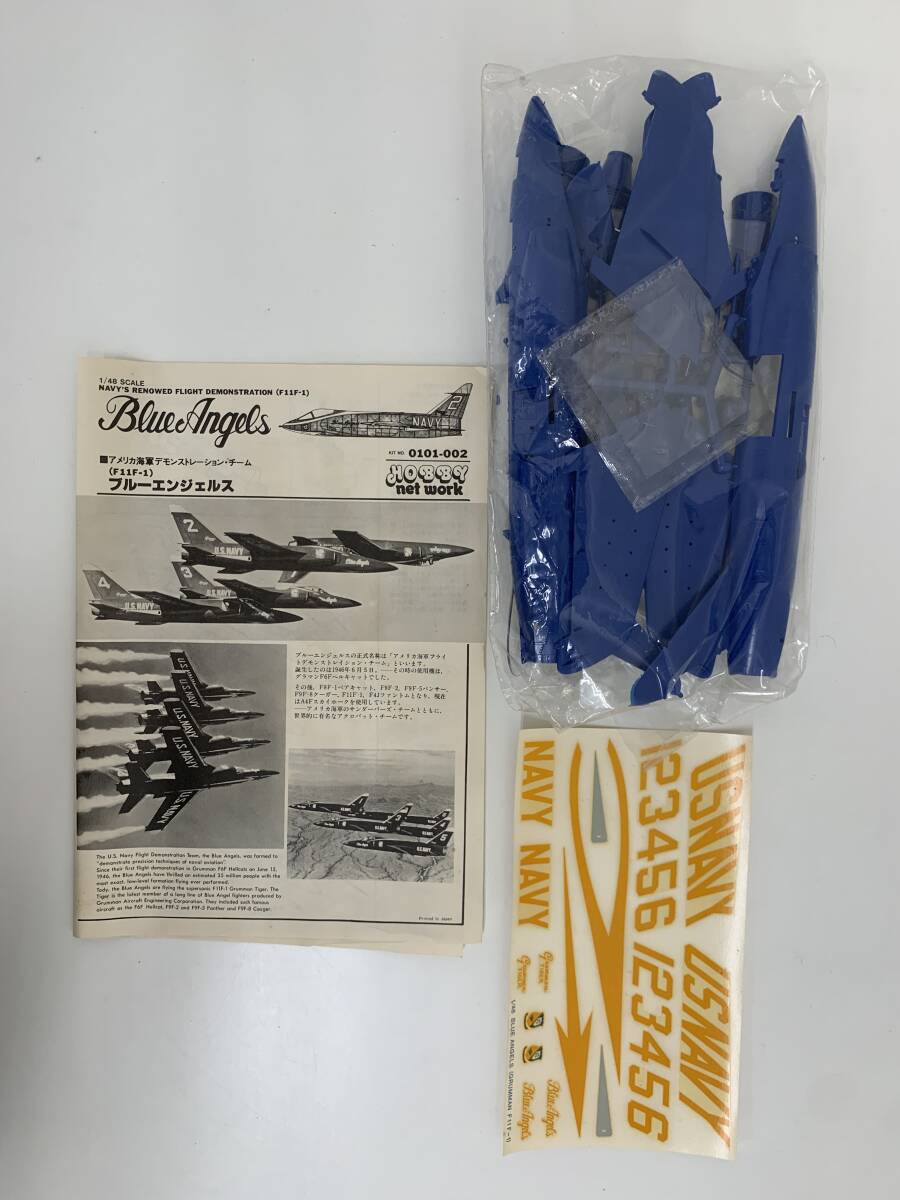 1/48 SCALE
NAVY'S RENOWED FLIGHT DEMONSTRATION (F11F-1)
Blue Angels
2
NAVY
KIT NO 0101-002
■アメリカ海軍デモンストレーション・チーム
(F11F-1)
ブルーエンジェルス
HOBBY
net work
2
U.S. NAVY
Blue Angels
3
4
U.S. NAVY
U.S. NAVY
U.S. NAVY
U.S. NAVY
U.S. NAVY
ブルーエンジェルスの正式名称は「アメリカ海軍フライ
トデモンストレイション・チーム」といいます。
誕生したのは1946年6月5日、——その時の使用機は、
グラマンF6Fヘルキャットでした。
その後、F8F-1ベアキャット、F9F-2、F9F-5パンサー、
F9F-8クーガー、F11F-1、F4Jファントムとなり、現在
はA4Fスカイホークを使用しています。
——アメリカ海軍のサンダーバーズ・チームとともに、
世界的に有名なアクロバット・チームです。
The U.S. Navy Flight Demonstration Team, the Blue Angels, was formed to
"demonstrate precision techniques of naval aviation."
Since their first flight demonstration in Grumman F6F Hellcats on June 15,
1946, the Blue Angels have thrilled an estimated 35 million people with the
most exact, low-level formation flying ever performed.
Tody, the Blue Angels are flying the supersonic F11F-1 Grumman Tiger. The
Tiger is the latest member of a long line of Blue Angel fighters produced by
Grumman Aircraft Engineering Corporation. They included such famous
aircraft as the F6F Hellcat, F9F-2 and F9F-5 Panther and F9F-8 Cougar.
Printed in JAPAN
USNAVY USNAVY
123456 123456
NAVY NAVY
Grumman
TIGER
Grumman
TIGER
Blue Angels
Blue Angels
1/48 BLUE ANGELS (GRUMMAN F11F-1)